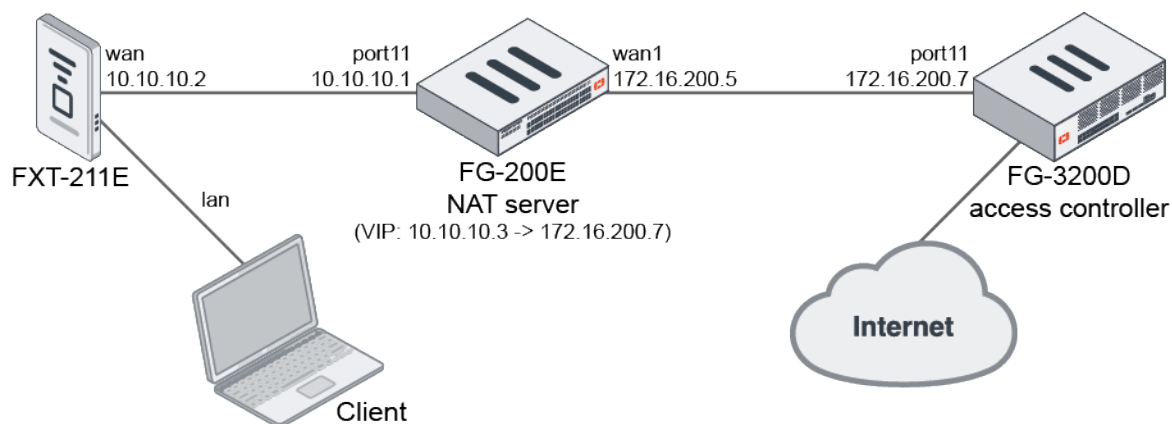 wan
10.10.10.2
port11
10.10.10.1
wan1
172.16.200.5
port11
172.16.200.7
FXT-211E
FG-200E
NAT server
(VIP: 10.10.10.3 -> 172.16.200.7)
FG-3200D
access controller
lan
Internet
Client